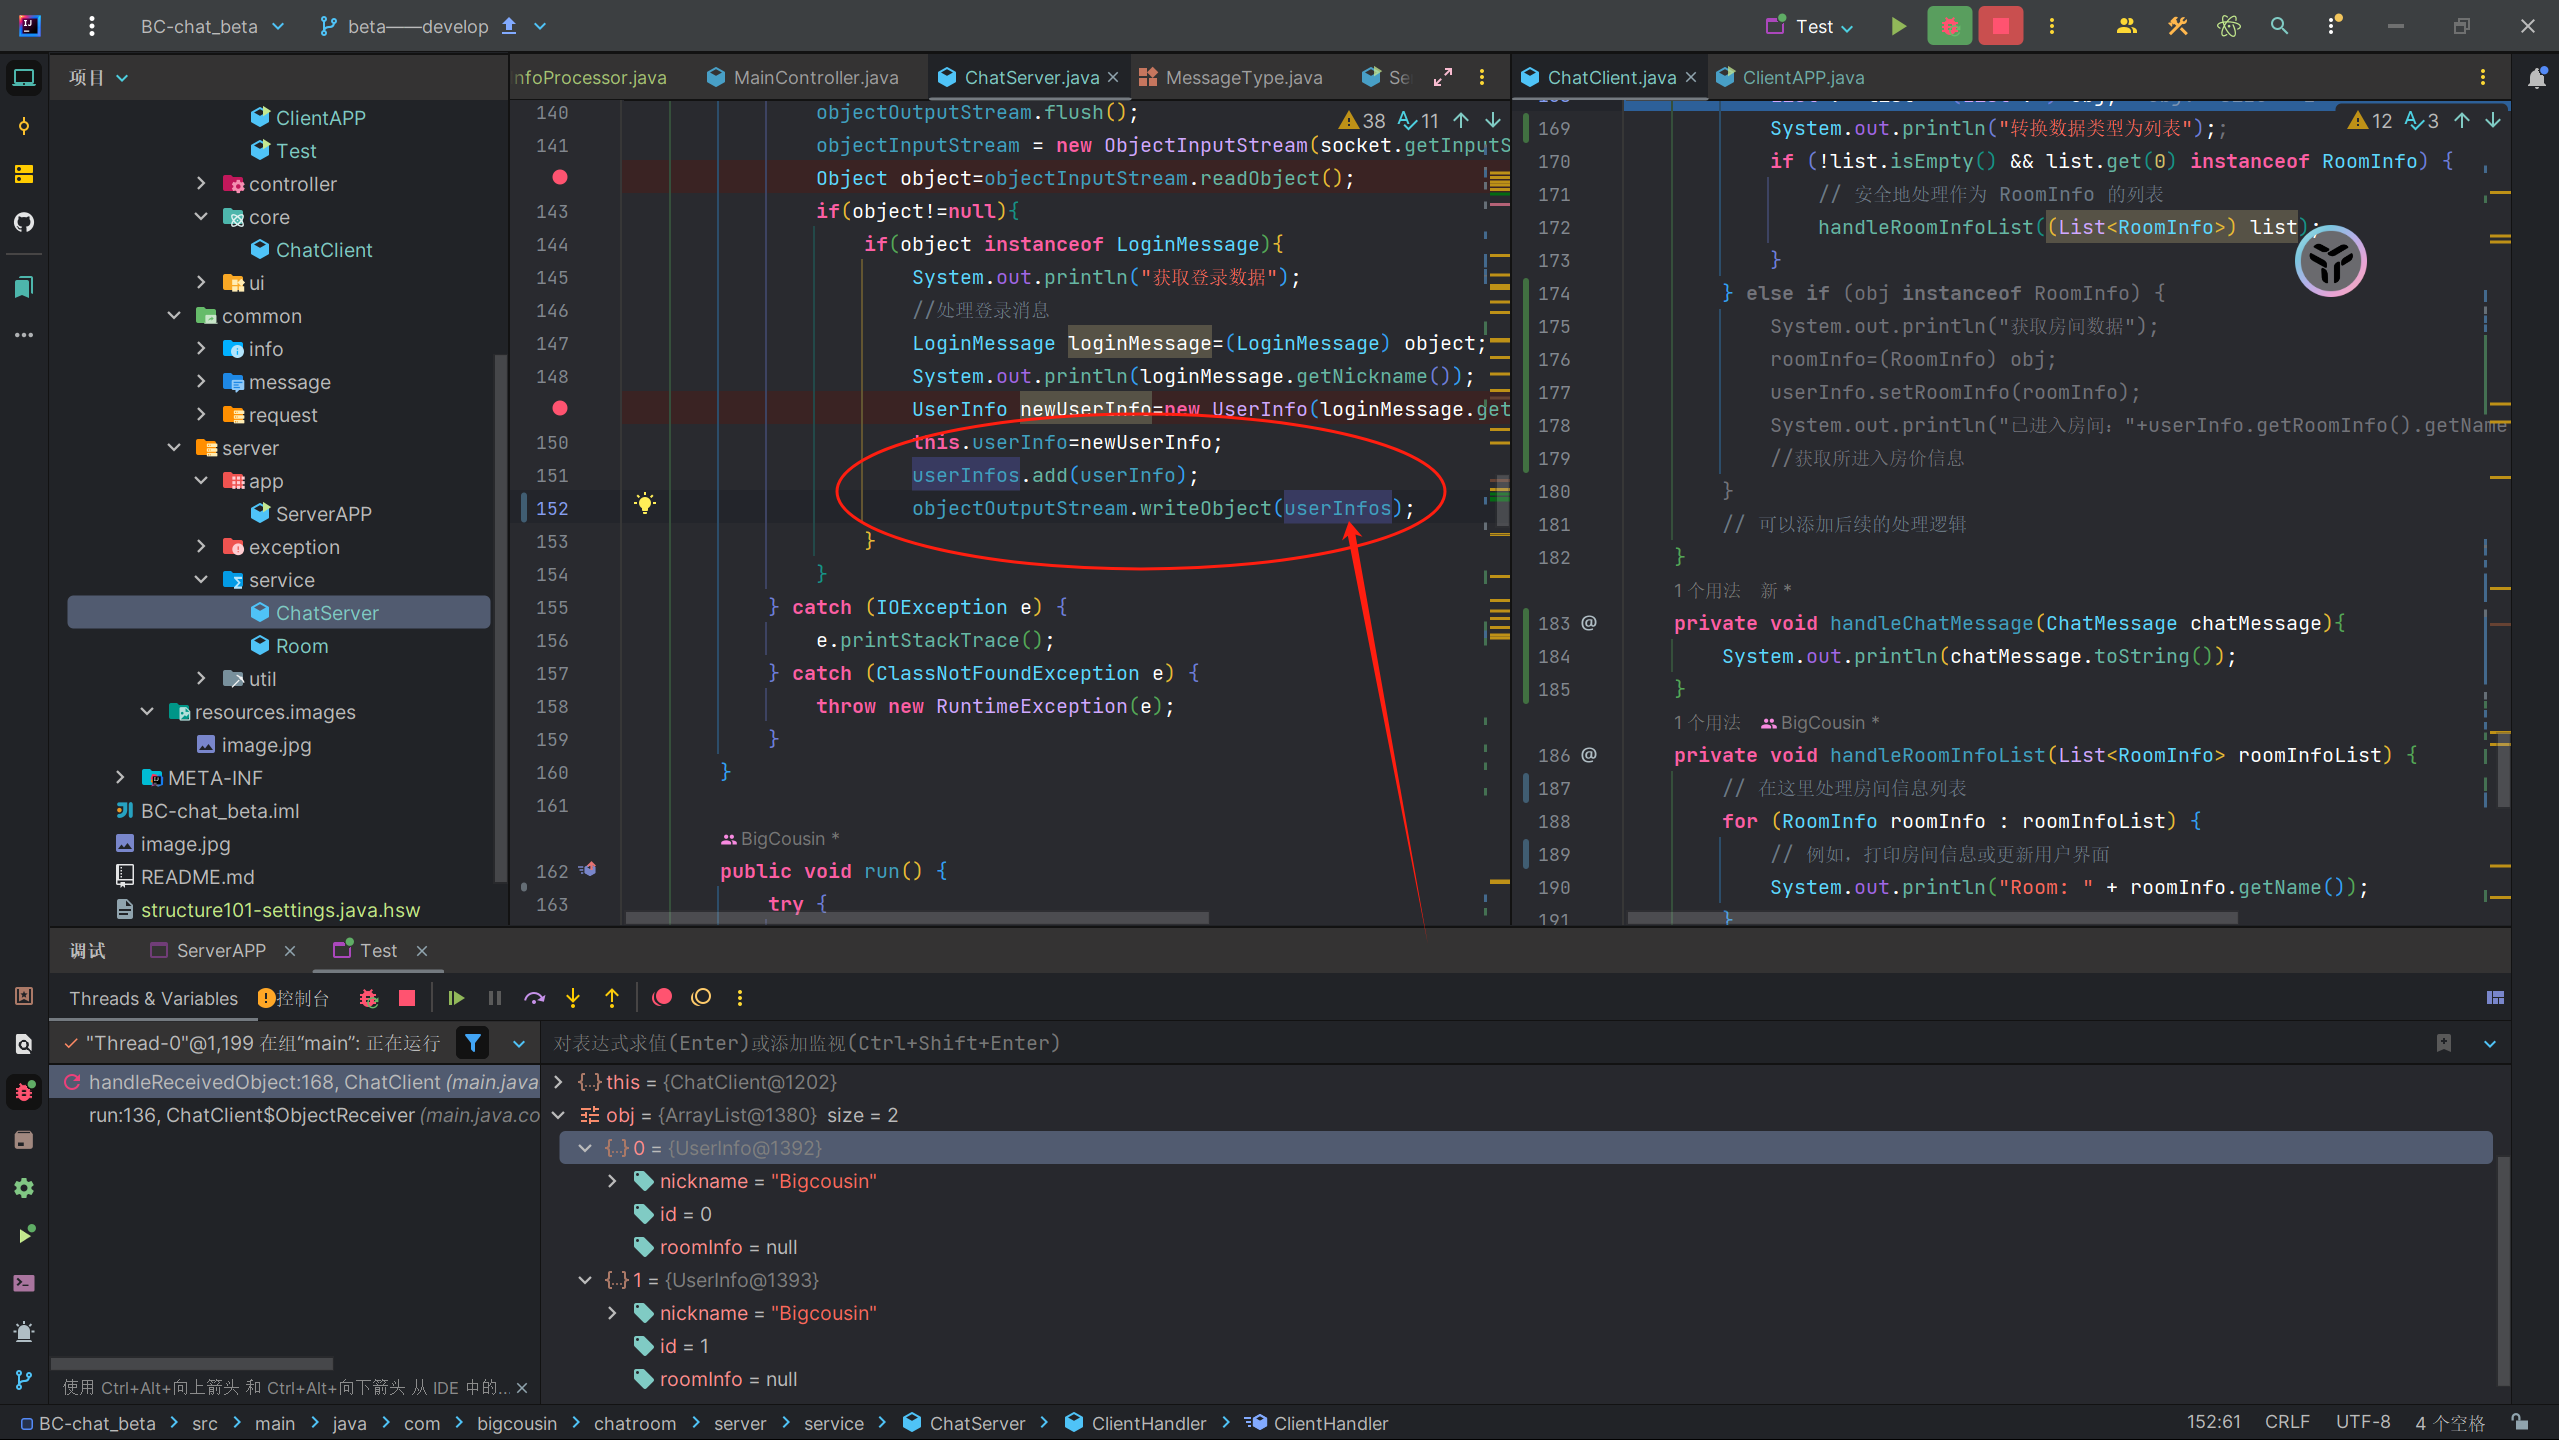 BC-chat_beta
beta——develop
Test
项目
ClientAPP
Test
controller
core
ChatClient
ui
common
info
message
request
server
app
ServerAPP
exception
service
ChatServer
Room
util
resources.images
image.jpg
META-INF
BC-chat_beta.iml
image.jpg
README.md
structure101-settings.java.hsw
nfoProcessor.java
MainController.java
ChatServer.java
MessageType.java
Se
38 11
140 objectOutputStream.flush();
141 objectInputStream = new ObjectInputStream(socket.getInputS
Object object=objectInputStream.readObject();
143 if(object!=null){
144 if(object instanceof LoginMessage){
145 System.out.println("获取登录数据");
146 //处理登录消息
147 LoginMessage loginMessage=(LoginMessage) object;
148 System.out.println(loginMessage.getNickname());
UserInfo newUserInfo=new UserInfo(loginMessage.get
150 this.userInfo=newUserInfo;
151 userInfos.add(userInfo);
152 objectOutputStream.writeObject(userInfos);
153 }
154 }
155 } catch (IOException e) {
156 e.printStackTrace();
157 } catch (ClassNotFoundException e) {
158 throw new RuntimeException(e);
159 }
160 }
161
BigCousin *
162 public void run() {
163 try {
ChatClient.java
ClientAPP.java
12 3
169 System.out.println("转换数据类型为列表");;
170 if (!list.isEmpty() && list.get(0) instanceof RoomInfo) {
171 // 安全地处理作为 RoomInfo 的列表
172 handleRoomInfoList((List<RoomInfo>) list);
173 }
174 } else if (obj instanceof RoomInfo) {
175 System.out.println("获取房间数据");
176 roomInfo=(RoomInfo) obj;
177 userInfo.setRoomInfo(roomInfo);
178 System.out.println("已进入房间："+userInfo.getRoomInfo().getName
179 //获取所进入房价信息
180 }
181 // 可以添加后续的处理逻辑
182 }
1 个用法 新 *
183 @ private void handleChatMessage(ChatMessage chatMessage){
184 System.out.println(chatMessage.toString());
185 }
1 个用法 BigCousin *
186 @ private void handleRoomInfoList(List<RoomInfo> roomInfoList) {
187 // 在这里处理房间信息列表
188 for (RoomInfo roomInfo : roomInfoList) {
189 // 例如，打印房间信息或更新用户界面
190 System.out.println("Room: " + roomInfo.getName());
191 }
调试
ServerAPP
Test
Threads & Variables
控制台
"Thread-0"@1,199 在组“main”: 正在运行
handleReceivedObject:168, ChatClient (main.java
run:136, ChatClient$ObjectReceiver (main.java.co
使用 Ctrl+Alt+向上箭头 和 Ctrl+Alt+向下箭头 从 IDE 中的...
对表达式求值(Enter)或添加监视(Ctrl+Shift+Enter)
this = {ChatClient@1202}
obj = {ArrayList@1380} size = 2
0 = {UserInfo@1392}
nickname = "Bigcousin"
id = 0
roomInfo = null
1 = {UserInfo@1393}
nickname = "Bigcousin"
id = 1
roomInfo = null
BC-chat_beta > src > main > java > com > bigcousin > chatroom > server > service > ChatServer > ClientHandler > ClientHandler
152:61 CRLF UTF-8 4 个空格